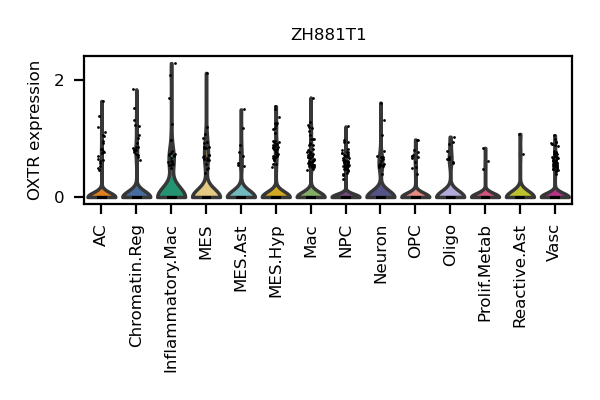 ZH881T1
OXTR expression
2
0
AC
Chromatin.Reg
Inflammatory.Mac
MES
MES.Ast
MES.Hyp
Mac
NPC
Neuron
OPC
Oligo
Prolif.Metab
Reactive.Ast
Vasc